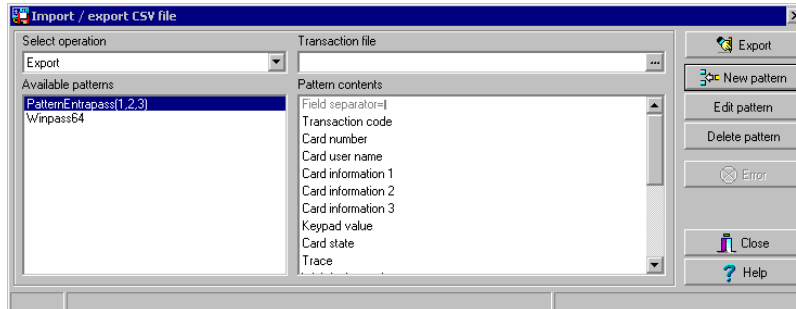 Import / export CSV file
Select operation
Export
Transaction file
...
Available patterns
PatternEntrapass(1,2,3)
Winpass64
Pattern contents
Field separator=|
Transaction code
Card number
Card user name
Card information 1
Card information 2
Card information 3
Keypad value
Card state
Trace
Export
New pattern
Edit pattern
Delete pattern
Error
Close
Help